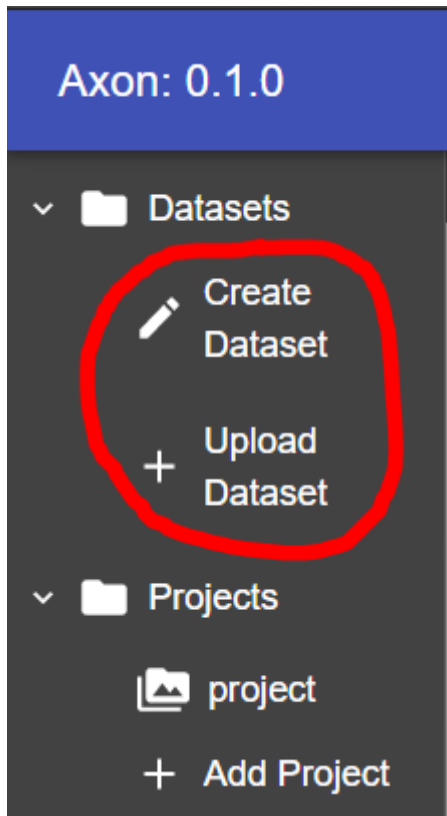 Axon: 0.1.0
Datasets
Create
Dataset
Upload
Dataset
Projects
project
Add Project